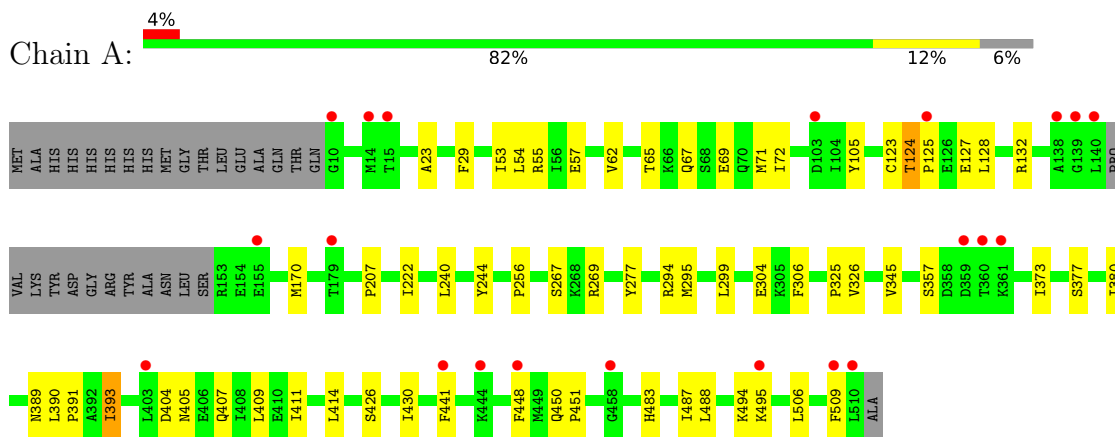 4%
Chain A:
82% 12% 6%
MET ALA HIS HIS HIS HIS HIS HIS MET GLY THR LEU GLU ALA GLN THR GLN G10 M14 T15 A23 F29 I53 L54 R55 I56 E57 V62 T65 K66 Q67 S68 E69 Q70 M71 I72 D103 I104 Y105 C123 T124 P125 E126 E127 L128 R132 A138 G139 L140 PRO
VAL LYS TYR ASP GLY ARG TYR ALA ASN LEU SER R153 E154 E155 M170 T179 P207 I222 L240 Y244 P256 S267 K268 R269 Y277 R294 M295 L299 E304 K305 F306 P325 V326 V345 S357 D358 D359 T360 K361 I373 S377
N389 L390 P391 A392 I393 L403 D404 N405 E406 Q407 I408 L409 E410 I411 L414 S426 I430 F441 K444 F448 M449 Q450 P451 G458 H483 I487 L488 K494 K495 L506 F509 L510 ALA